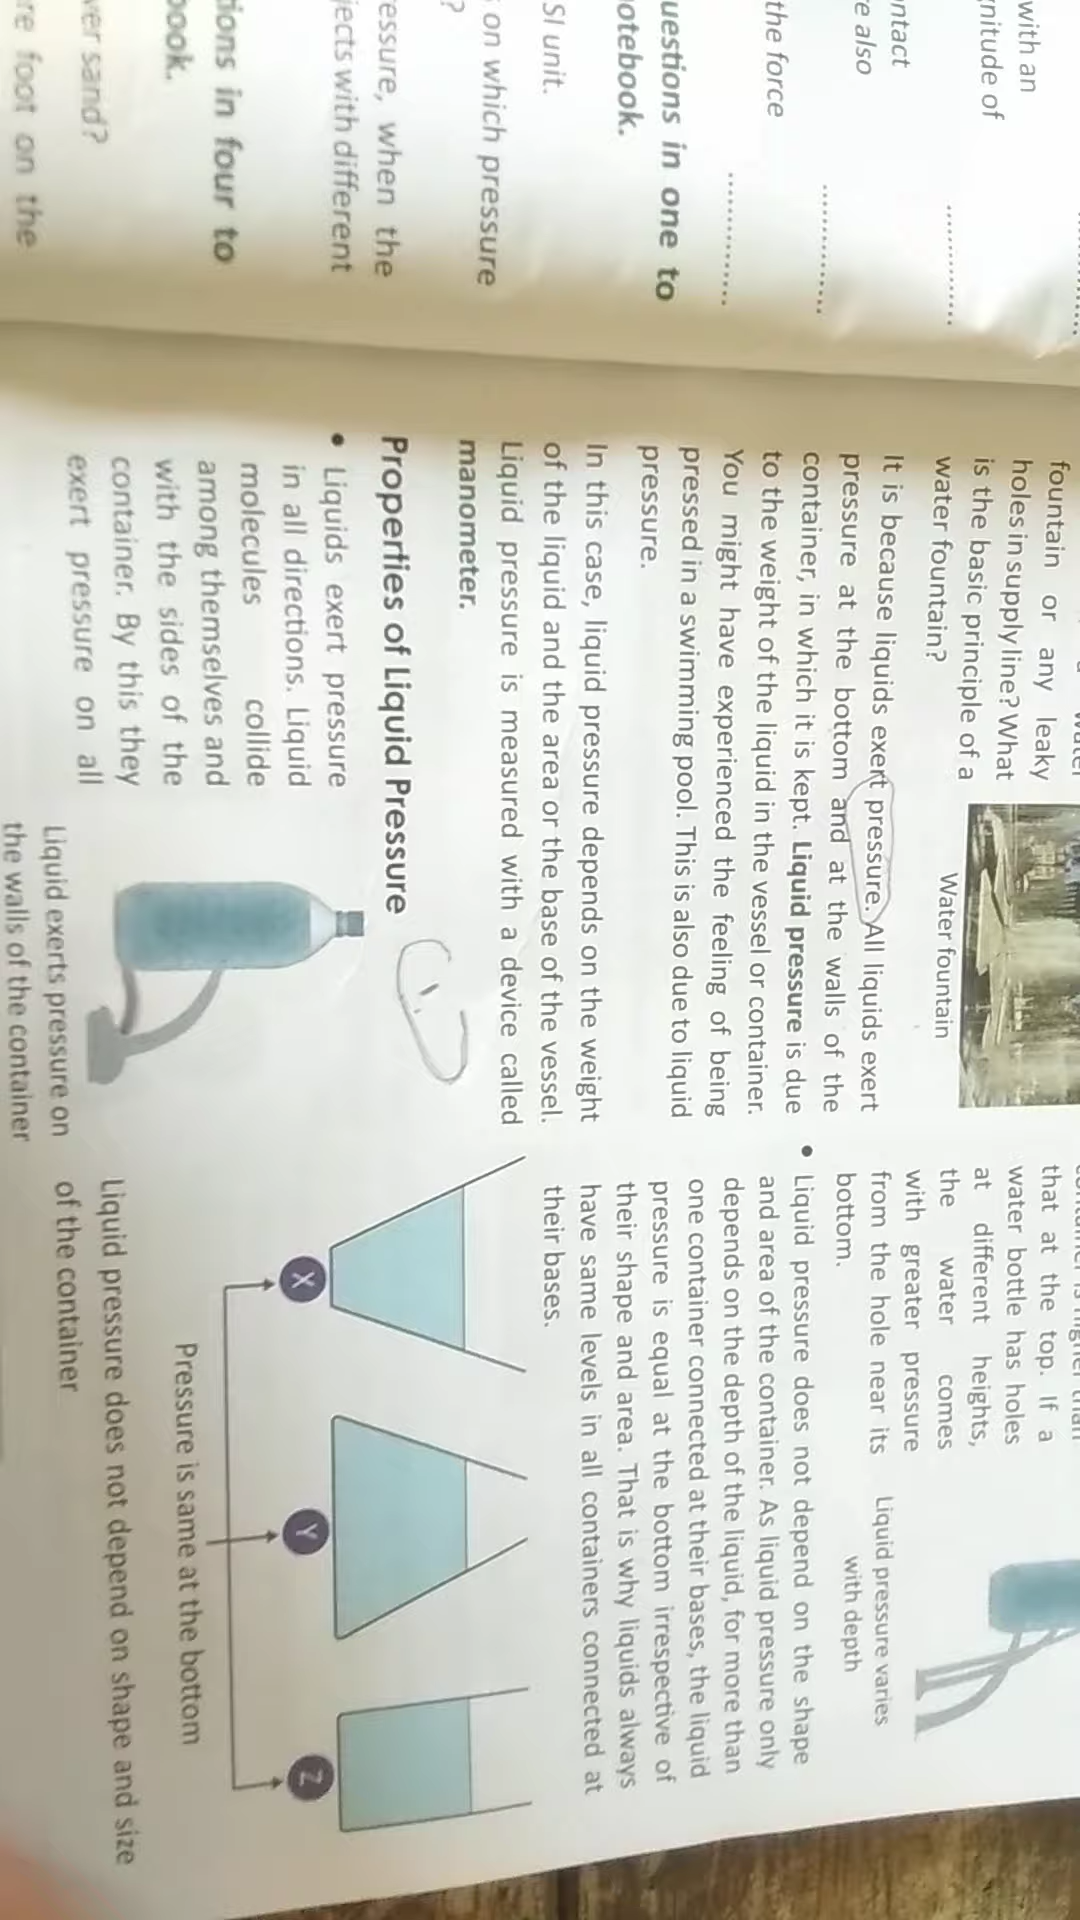 with an
gnitude of
ontact
re also
the force
uestions in one to
otebook.
SI unit.
on which pressure
?
essure, when the
jects with different
tions in four to
book.
wer sand?
re foot on the
fountain or any leaky
holes in supply line? What
is the basic principle of a
water fountain?
Water fountain
It is because liquids exert pressure. All liquids exert
pressure at the bottom and at the walls of the
container, in which it is kept. Liquid pressure is due
to the weight of the liquid in the vessel or container.
You might have experienced the feeling of being
pressed in a swimming pool. This is also due to liquid
pressure.
In this case, liquid pressure depends on the weight
of the liquid and the area or the base of the vessel.
Liquid pressure is measured with a device called
manometer.
Properties of Liquid Pressure
• Liquids exert pressure
in all directions. Liquid
molecules collide
among themselves and
with the sides of the
container. By this they
exert pressure on all
Liquid exerts pressure on
the walls of the container
that at the top. If a
water bottle has holes
at different heights,
the water comes
with greater pressure
from the hole near its
bottom.
Liquid pressure varies
with depth
• Liquid pressure does not depend on the shape
and area of the container. As liquid pressure only
depends on the depth of the liquid, for more than
one container connected at their bases, the liquid
pressure is equal at the bottom irrespective of
their shape and area. That is why liquids always
have same levels in all containers connected at
their bases.
X
Y
Z
Pressure is same at the bottom
Liquid pressure does not depend on shape and size
of the container